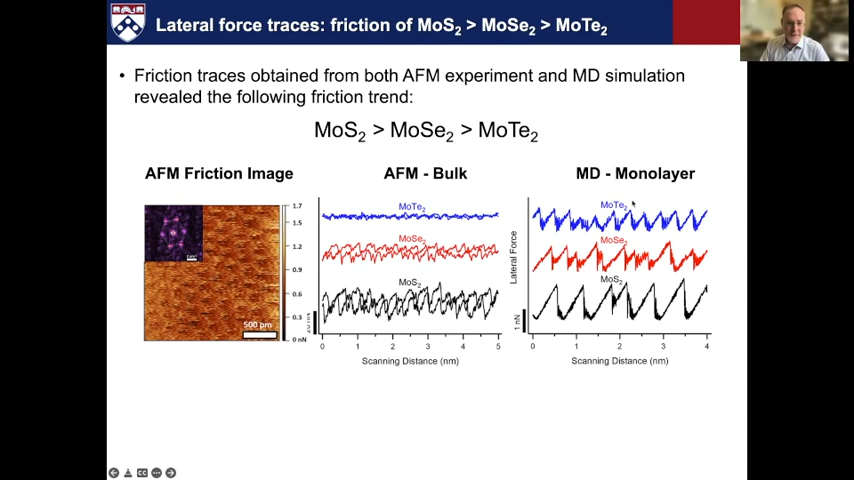 Lateral force traces: friction of MoS2 > MoSe2 > MoTe2
• Friction traces obtained from both AFM experiment and MD simulation
revealed the following friction trend:
MoS2 > MoSe2 > MoTe2
AFM Friction Image
AFM - Bulk
MD - Monolayer
1.7
1.5
1.2
0.9
0.6
0.3
0 nN
500 pm
MoTe2
MoSe2
MoS2
0 1 2 3 4 5
Scanning Distance (nm)
Lateral Force
1 nN
MoTe2
MoSe2
MoS2
0 1 2 3 4
Scanning Distance (nm)
CC